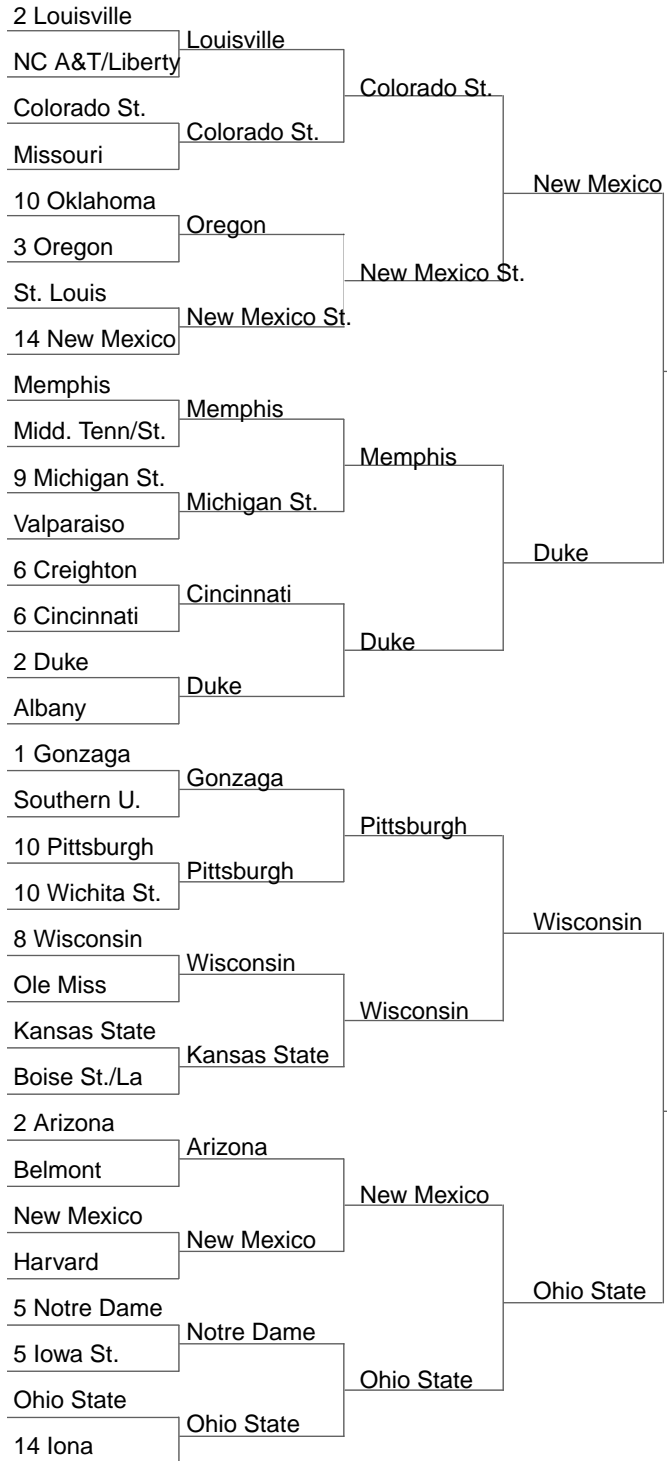 2 Louisville
NC A&T/Liberty
Colorado St.
Missouri
10 Oklahoma
3 Oregon
St. Louis
14 New Mexico
Memphis
Midd. Tenn/St.
9 Michigan St.
Valparaiso
6 Creighton
6 Cincinnati
2 Duke
Albany
1 Gonzaga
Southern U.
10 Pittsburgh
10 Wichita St.
8 Wisconsin
Ole Miss
Kansas State
Boise St./La
2 Arizona
Belmont
New Mexico
Harvard
5 Notre Dame
5 Iowa St.
Ohio State
14 Iona
Louisville
Colorado St.
Oregon
New Mexico St.
Memphis
Michigan St.
Cincinnati
Duke
Gonzaga
Pittsburgh
Wisconsin
Kansas State
Arizona
New Mexico
Notre Dame
Ohio State
Colorado St.
New Mexico St.
Memphis
Duke
Pittsburgh
Wisconsin
New Mexico
Ohio State
New Mexico
Duke
Wisconsin
Ohio State